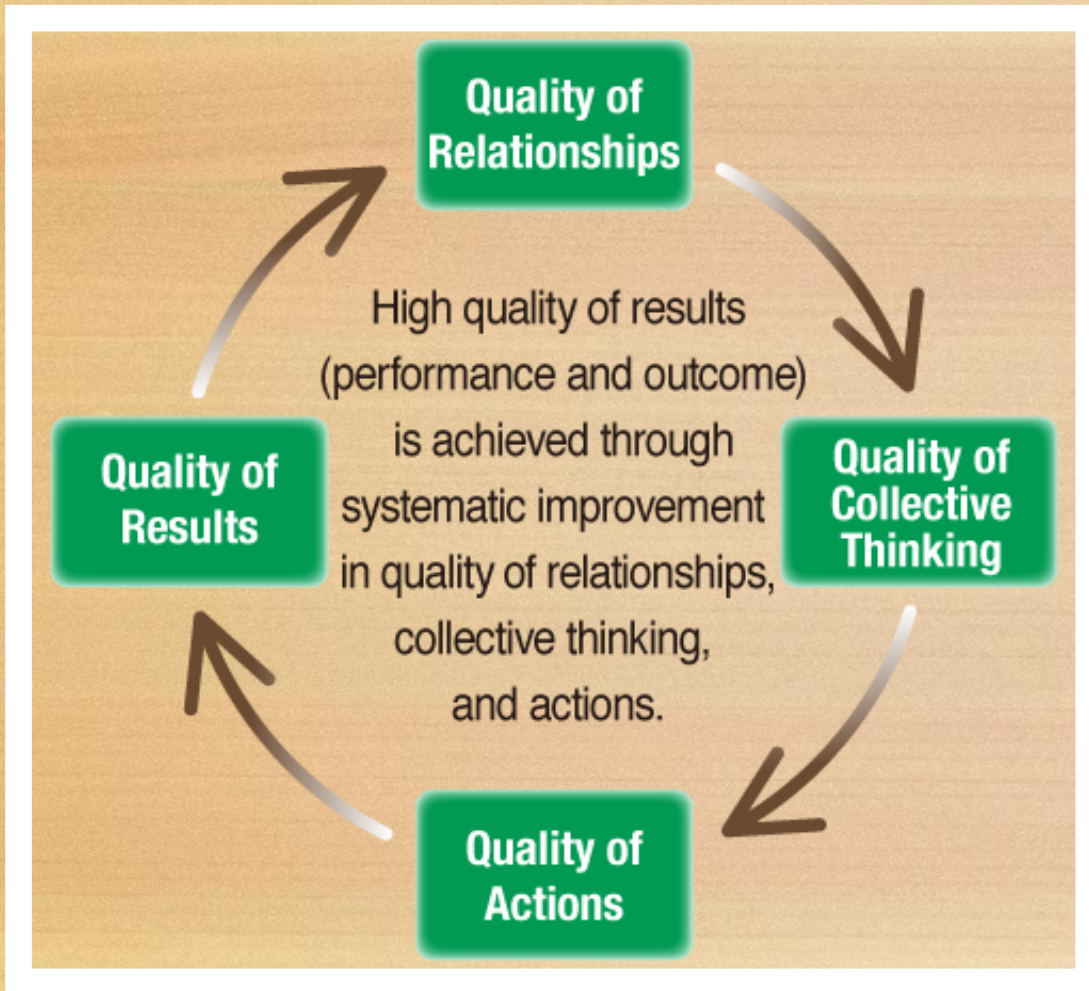 Quality of
Relationships
High quality of results
(performance and outcome)
is achieved through
systematic improvement
in quality of relationships,
collective thinking,
and actions.
Quality of
Results
Quality of
Collective
Thinking
Quality of
Actions